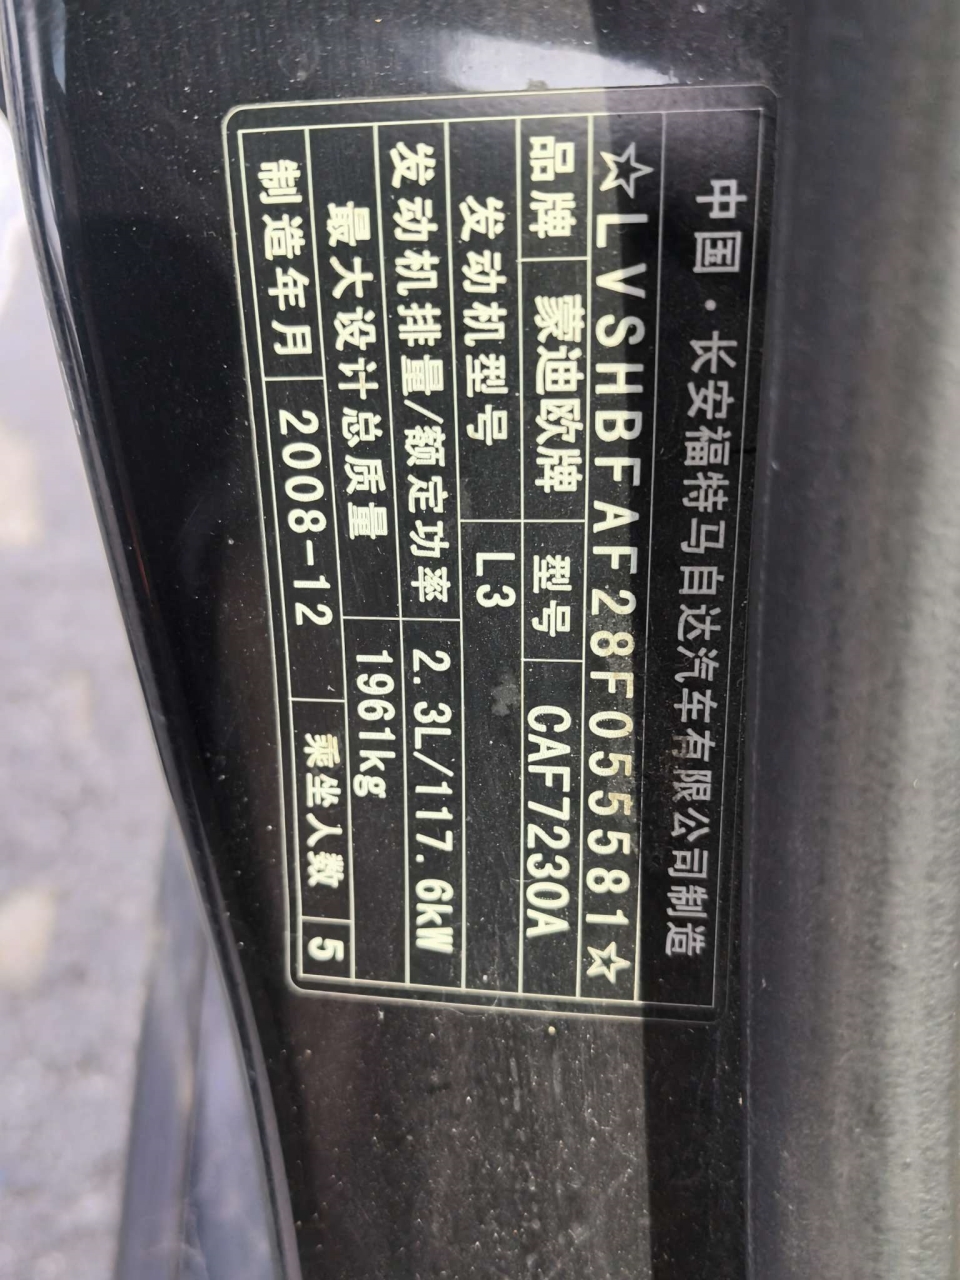 中国·长安福特马自达汽车有限公司制造
☆LVSHBFAF28F055581☆
品牌 蒙迪欧牌 型号 CAF7230A
发动机型号 L3
发动机排量/额定功率 2.3L/117.6kW
最大设计总质量 1961kg
制造年月 2008-12 乘坐人数 5